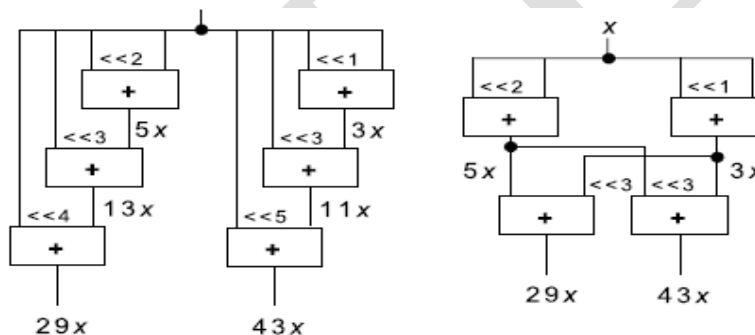 x
<<2 <<1
<<2 <<1
+ + + +
5x 3x
<<3 <<3
5x 3x
<<3 <<3
+ + + +
13x 11x
<<4 <<5
+ +
29x 43x
29x 43x